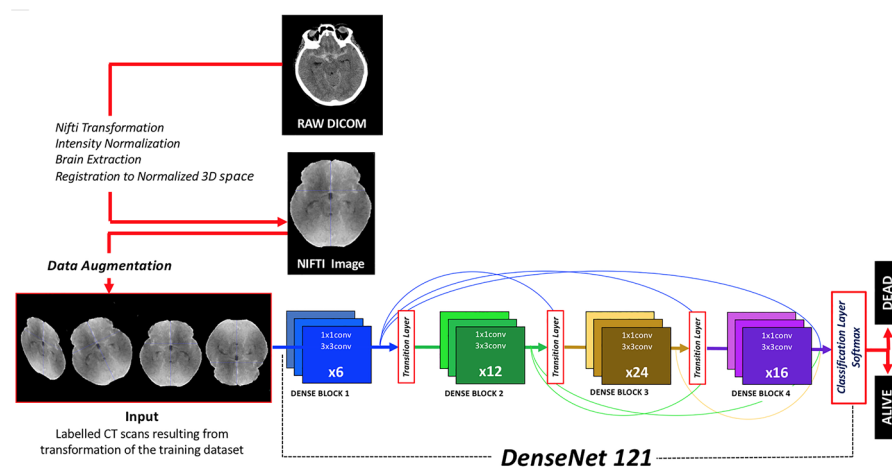 RAW DICOM
Nifti Transformation
Intensity Normalization
Brain Extraction
Registration to Normalized 3D space
NIFTI Image
Data Augmentation
Input
Labelled CT scans resulting from
transformation of the training dataset
1x1conv
3x3conv
x6
DENSE BLOCK 1
Transition Layer
1x1conv
3x3conv
x12
DENSE BLOCK 2
Transition Layer
1x1conv
3x3conv
x24
DENSE BLOCK 3
Transition Layer
1x1conv
3x3conv
x16
DENSE BLOCK 4
Classification Layer
Softmax
DEAD
ALIVE
DenseNet 121